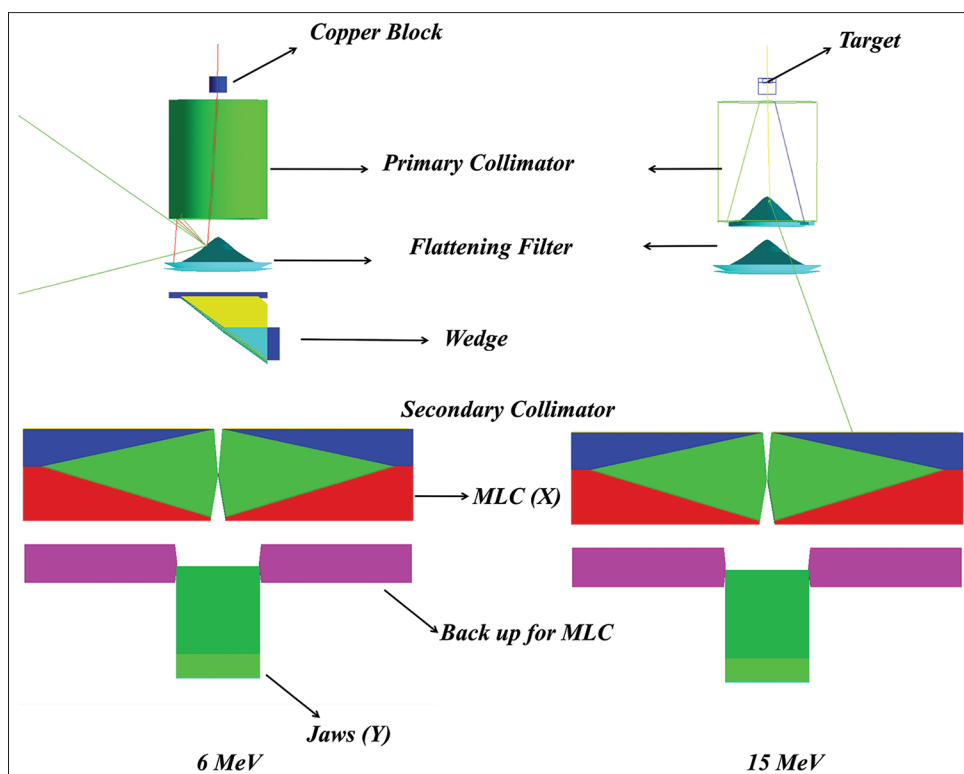 Copper Block
Target
Primary Collimator
Flattening Filter
Wedge
Secondary Collimator
MLC (X)
Back up for MLC
Jaws (Y)
6 MeV
15 MeV